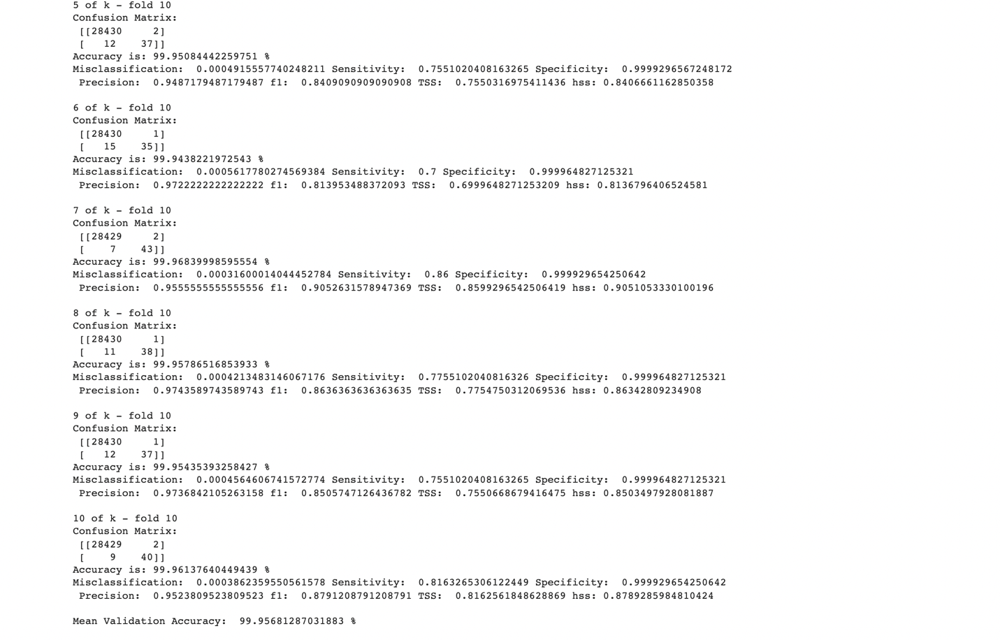 5 of k – fold 10
Confusion Matrix:
[[28430 2]
[ 12 37]]
Accuracy is: 99.95084442259751 %
Misclassification: 0.0004915557740248211 Sensitivity: 0.7551020408163265 Specificity: 0.9999296567248172
Precision: 0.9487179487179487 f1: 0.8409090909090908 TSS: 0.7550316975411436 hss: 0.8406661162850358
6 of k – fold 10
Confusion Matrix:
[[28430 1]
[ 15 35]]
Accuracy is: 99.9438221972543 %
Misclassification: 0.0005617780274569384 Sensitivity: 0.7 Specificity: 0.999964827125321
Precision: 0.9722222222222222 f1: 0.813953488372093 TSS: 0.6999648271253209 hss: 0.8136796406524581
7 of k – fold 10
Confusion Matrix:
[[28429 2]
[ 7 43]]
Accuracy is: 99.96839998595554 %
Misclassification: 0.00031600014044452784 Sensitivity: 0.86 Specificity: 0.999929654250642
Precision: 0.9555555555555556 f1: 0.9052631578947369 TSS: 0.8599296542506419 hss: 0.9051053330100196
8 of k – fold 10
Confusion Matrix:
[[28430 1]
[ 11 38]]
Accuracy is: 99.95786516853933 %
Misclassification: 0.0004213483146067176 Sensitivity: 0.7755102040816326 Specificity: 0.999964827125321
Precision: 0.9743589743589743 f1: 0.8636363636363635 TSS: 0.7754750312069536 hss: 0.86342809234908
9 of k – fold 10
Confusion Matrix:
[[28430 1]
[ 12 37]]
Accuracy is: 99.95435393258427 %
Misclassification: 0.0004564606741572774 Sensitivity: 0.7551020408163265 Specificity: 0.999964827125321
Precision: 0.9736842105263158 f1: 0.8505747126436782 TSS: 0.7550668679416475 hss: 0.8503497928081887
10 of k – fold 10
Confusion Matrix:
[[28429 2]
[ 9 40]]
Accuracy is: 99.96137640449439 %
Misclassification: 0.0003862359550561578 Sensitivity: 0.8163265306122449 Specificity: 0.999929654250642
Precision: 0.9523809523809523 f1: 0.8791208791208791 TSS: 0.8162561848628869 hss: 0.8789285984810424
Mean Validation Accuracy: 99.95681287031883 %